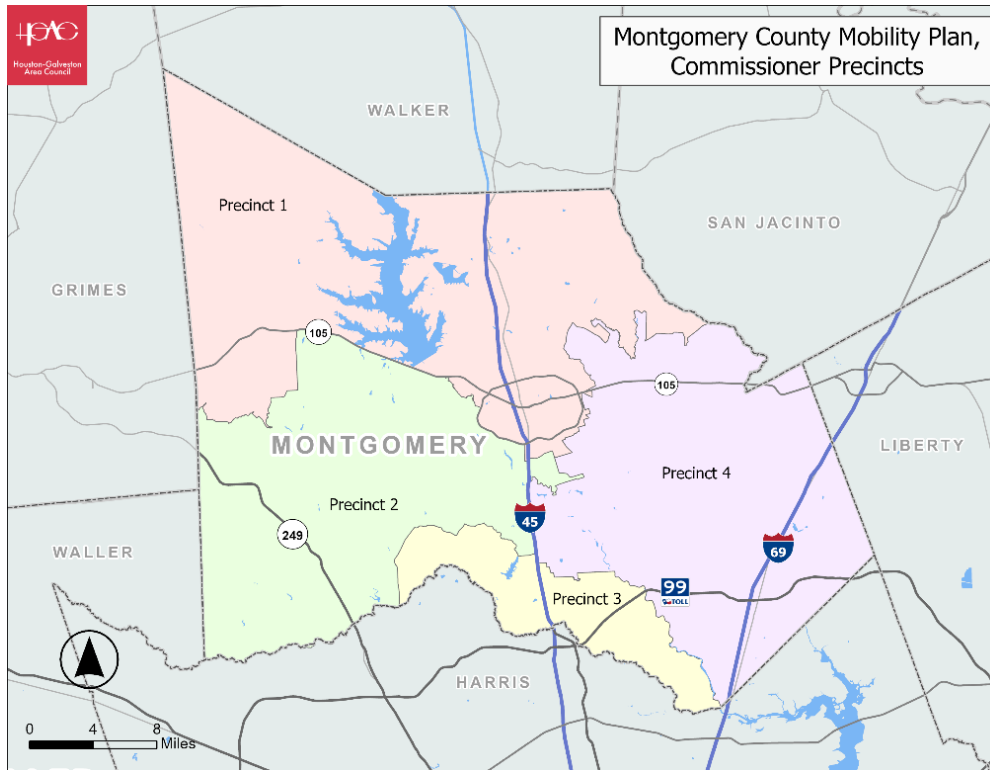 HGAC
Houston-Galveston
Area Council
Montgomery County Mobility Plan,
Commissioner Precincts
WALKER
Precinct 1
SAN JACINTO
GRIMES
105
105
MONTGOMERY
LIBERTY
Precinct 4
Precinct 2
45
249
69
WALLER
99
TOLL
Precinct 3
HARRIS
0 4 8
Miles